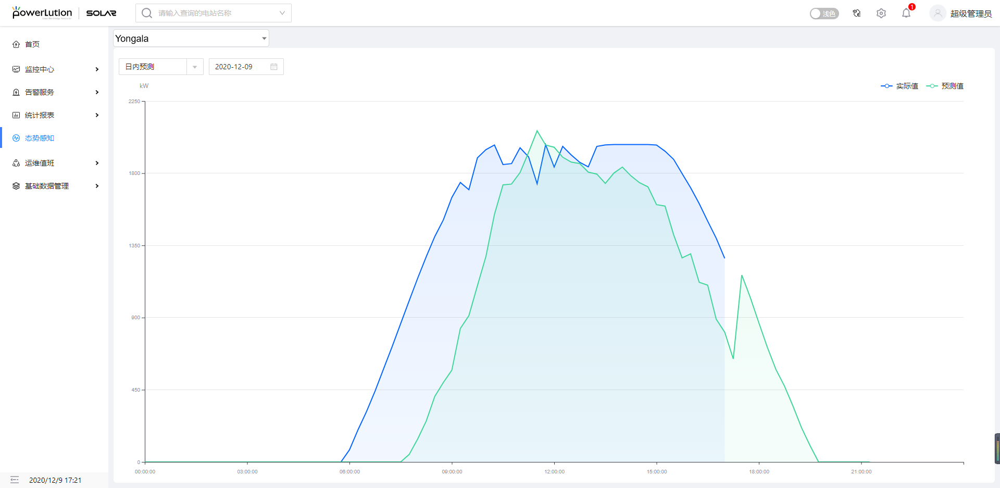 PowerLution
SOLAR
请输入查询的电站名称
浅色
1
超级管理员
首页
监控中心
告警服务
统计报表
态势感知
运维值班
基础数据管理
Yongala
日内预测
2020-12-09
kW
实际值
预测值
2250
1800
1350
900
450
0
00:00:00
03:00:00
06:00:00
09:00:00
12:00:00
15:00:00
18:00:00
21:00:00
2020/12/9 17:21